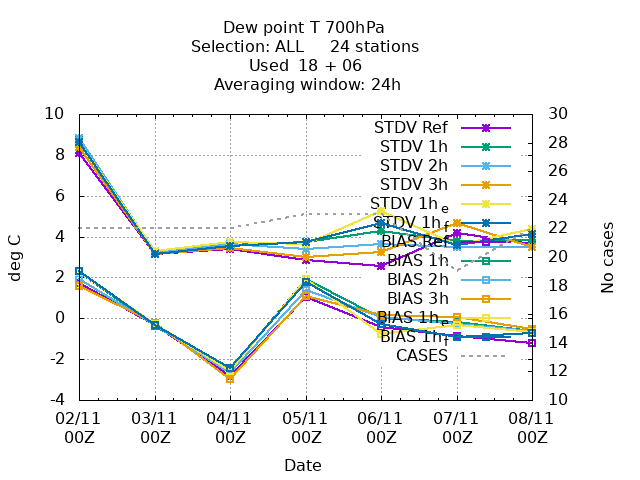 Dew point T 700hPa
Selection: ALL 24 stations
Used 18 + 06
Averaging window: 24h
10
8
6
4
2
0
-2
-4
deg C
30
28
26
24
22
20
18
16
14
12
10
No cases
STDV Ref
STDV 1h
STDV 2h
STDV 3h
STDV 1h e
STDV 1h f
BIAS Ref
BIAS 1h
BIAS 2h
BIAS 3h
BIAS 1h e
BIAS 1h f
CASES
02/11 03/11 04/11 05/11 06/11 07/11 08/11
00Z 00Z 00Z 00Z 00Z 00Z 00Z
Date